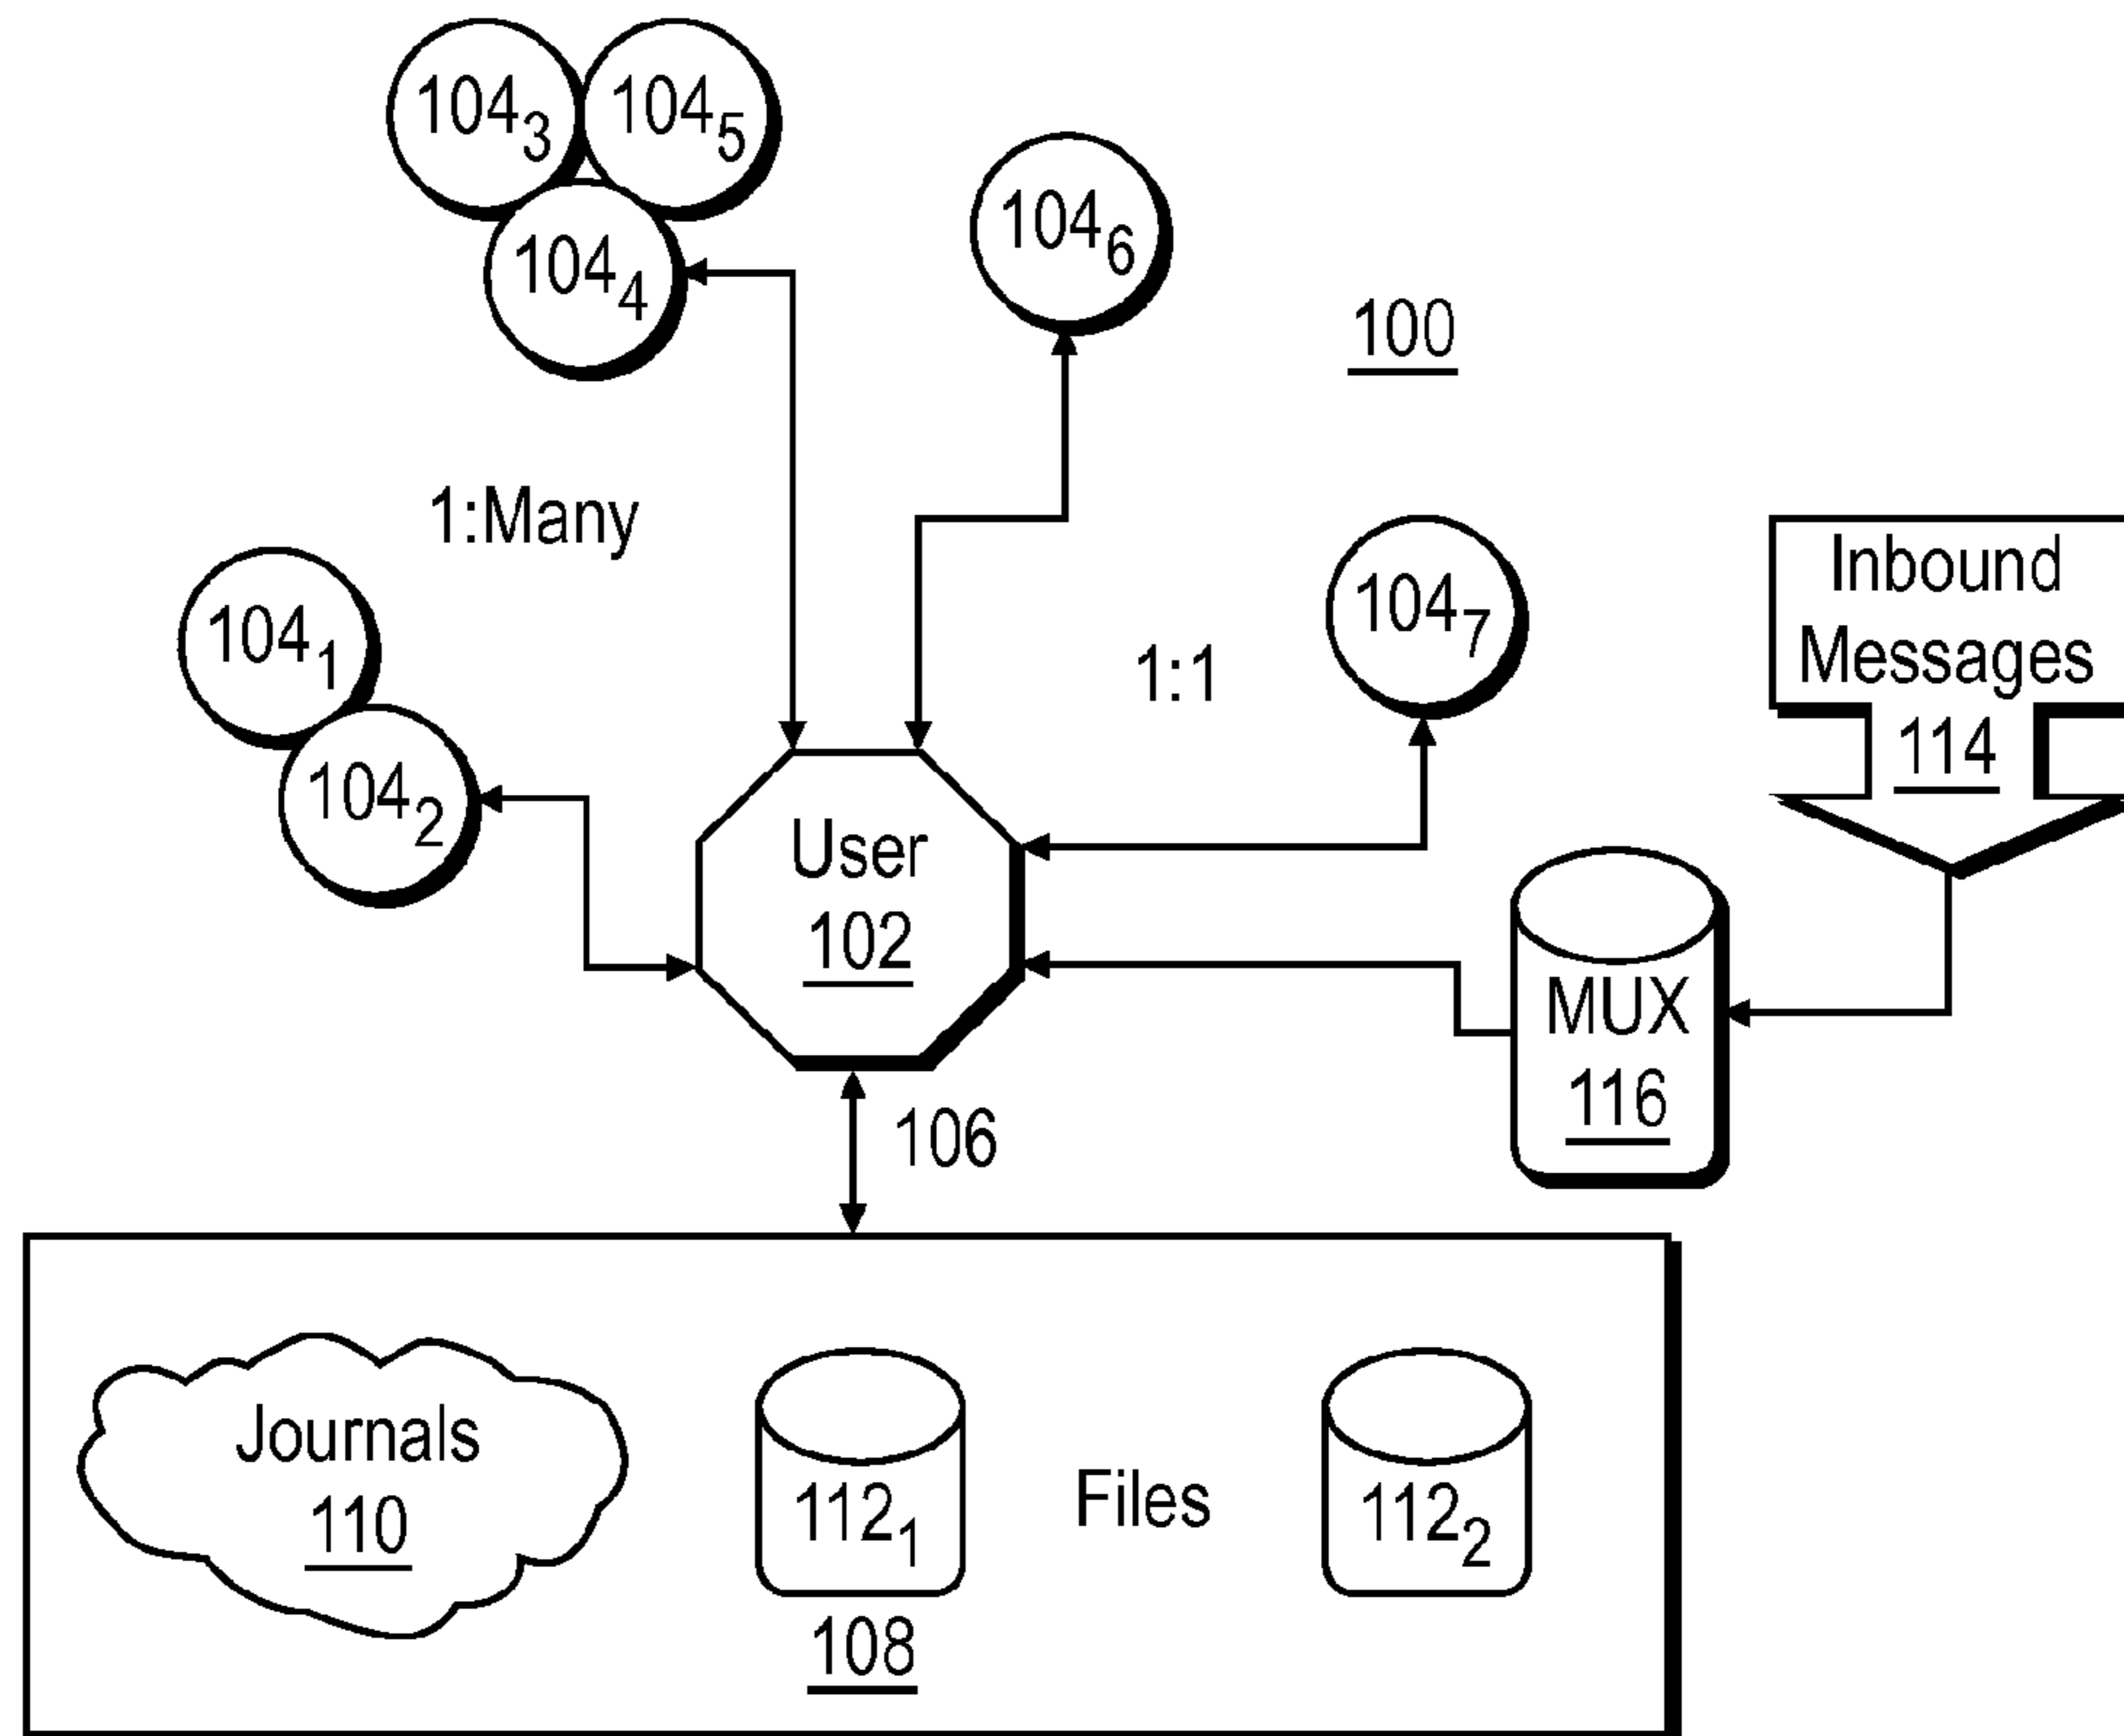 104₃
104₅
104₄
104₆
100
1:Many
104₁
104₂
1:1
104₇
Inbound
Messages
114
User
102
MUX
116
106
Journals
110
112₁
Files
112₂
108